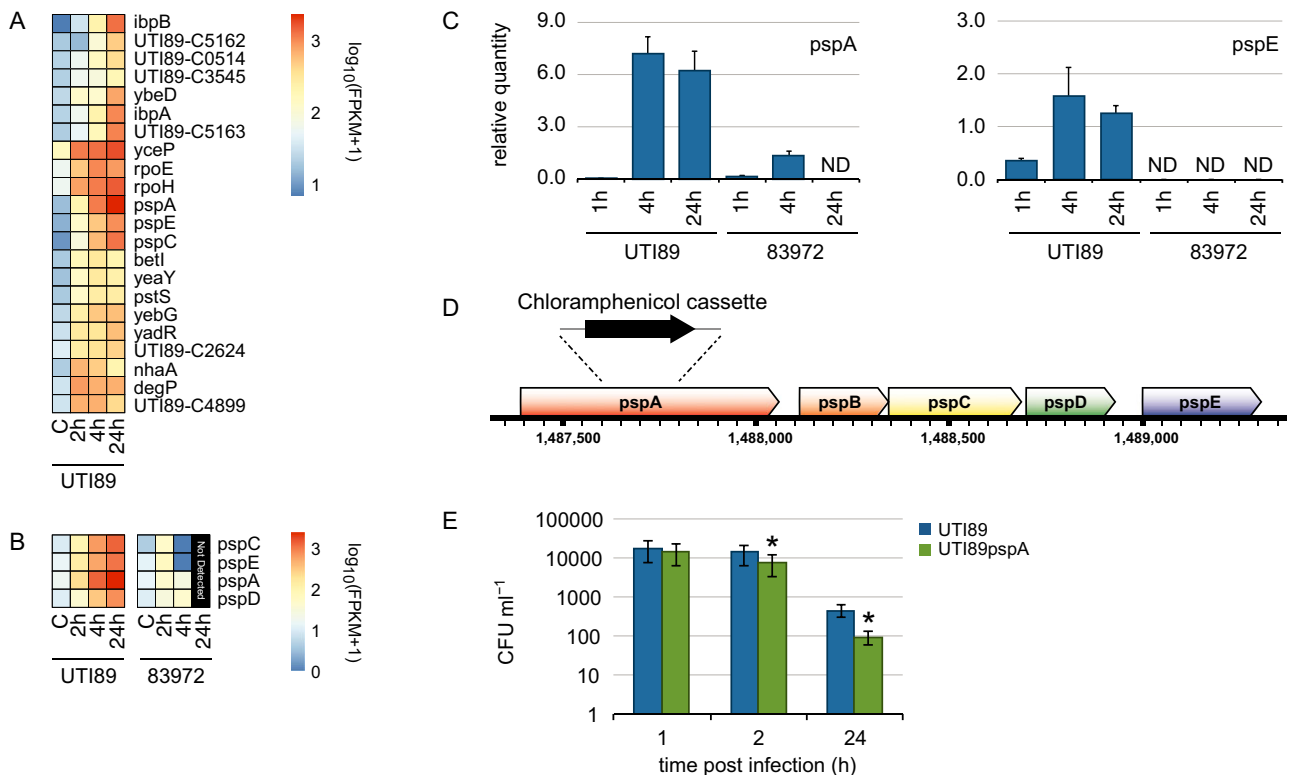 A
ibpB
UTI89-C5162
UTI89-C0514
UTI89-C3545
ybeD
ibpA
UTI89-C5163
yceP
rpoE
rpoH
pspA
pspE
pspC
betI
yeaY
pstS
yebG
yadR
UTI89-C2624
nhaA
degP
UTI89-C4899
C 2h 4h 24h
UTI89
3
2
1
log10(FPKM+1)
B
pspC
pspE
pspA
pspD
Not Detected
C 2h 4h 24h C 2h 4h 24h
UTI89 83972
3
2
1
0
log10(FPKM+1)
C
relative quantity
9.0
6.0
3.0
0.0
pspA
ND
1h 4h 24h 1h 4h 24h
UTI89 83972
3.0
2.0
1.0
0.0
pspE
ND ND ND
1h 4h 24h 1h 4h 24h
UTI89 83972
D
Chloramphenicol cassette
pspA pspB pspC pspD pspE
1,487,500 1,488,000 1,488,500 1,489,000
E
CFU ml⁻¹
100000
10000
1000
100
10
1
* *
UTI89
UTI89pspA
1 2 24
time post infection (h)